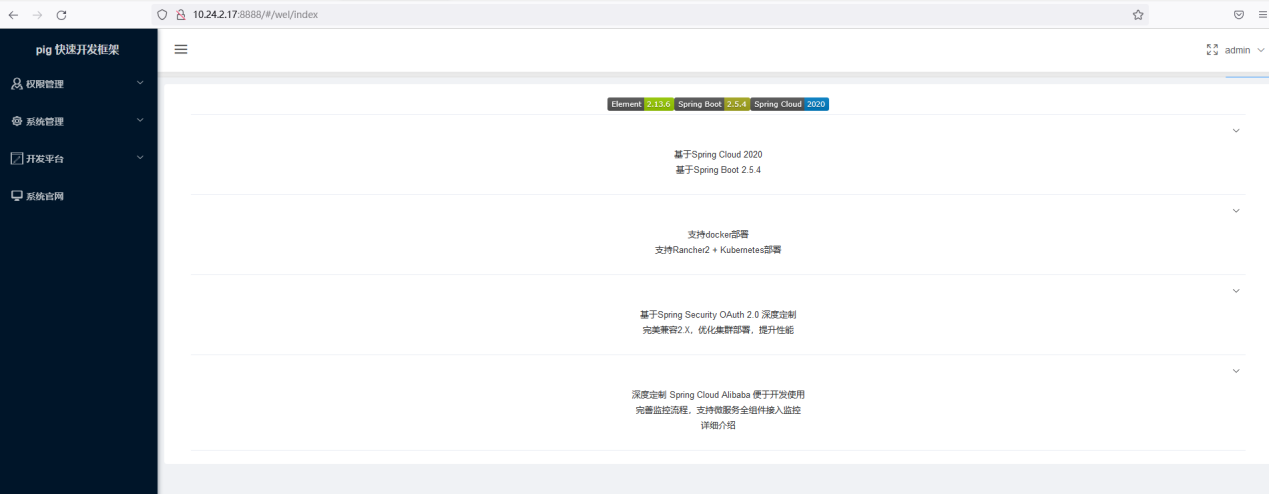 10.24.2.17:8888/#/wel/index
pig 快速开发框架
admin
权限管理
系统管理
开发平台
系统官网
Element 2.13.6 Spring Boot 2.5.4 Spring Cloud 2020
基于Spring Cloud 2020
基于Spring Boot 2.5.4
支持docker部署
支持Rancher2 + Kubernetes部署
基于Spring Security OAuth 2.0 深度定制
完美兼容2.X，优化集群部署，提升性能
深度定制 Spring Cloud Alibaba 便于开发使用
完善监控流程，支持微服务全组件接入监控
详细介绍